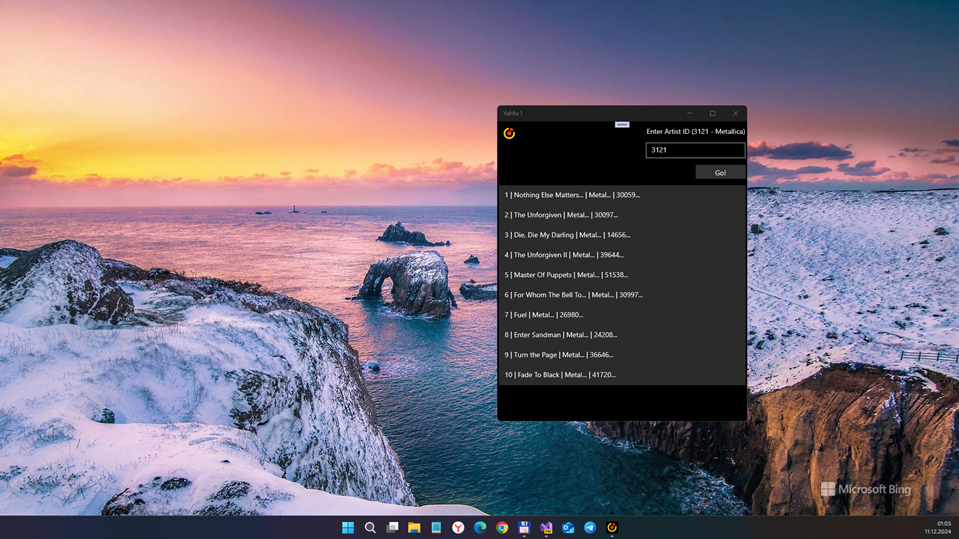 YaMu 1
Enter Artist ID (3121 - Metallica)
3121
Go!
1 | Nothing Else Matters... | Metal... | 30059...
2 | The Unforgiven | Metal... | 30097...
3 | Die, Die My Darling | Metal... | 14656...
4 | The Unforgiven II | Metal... | 39644...
5 | Master Of Puppets | Metal... | 51538...
6 | For Whom The Bell To... | Metal... | 30997...
7 | Fuel | Metal... | 26980...
8 | Enter Sandman | Metal... | 24208...
9 | Turn the Page | Metal... | 36646...
10 | Fade To Black | Metal... | 41720...
Microsoft Bing
01:05
11.12.2024